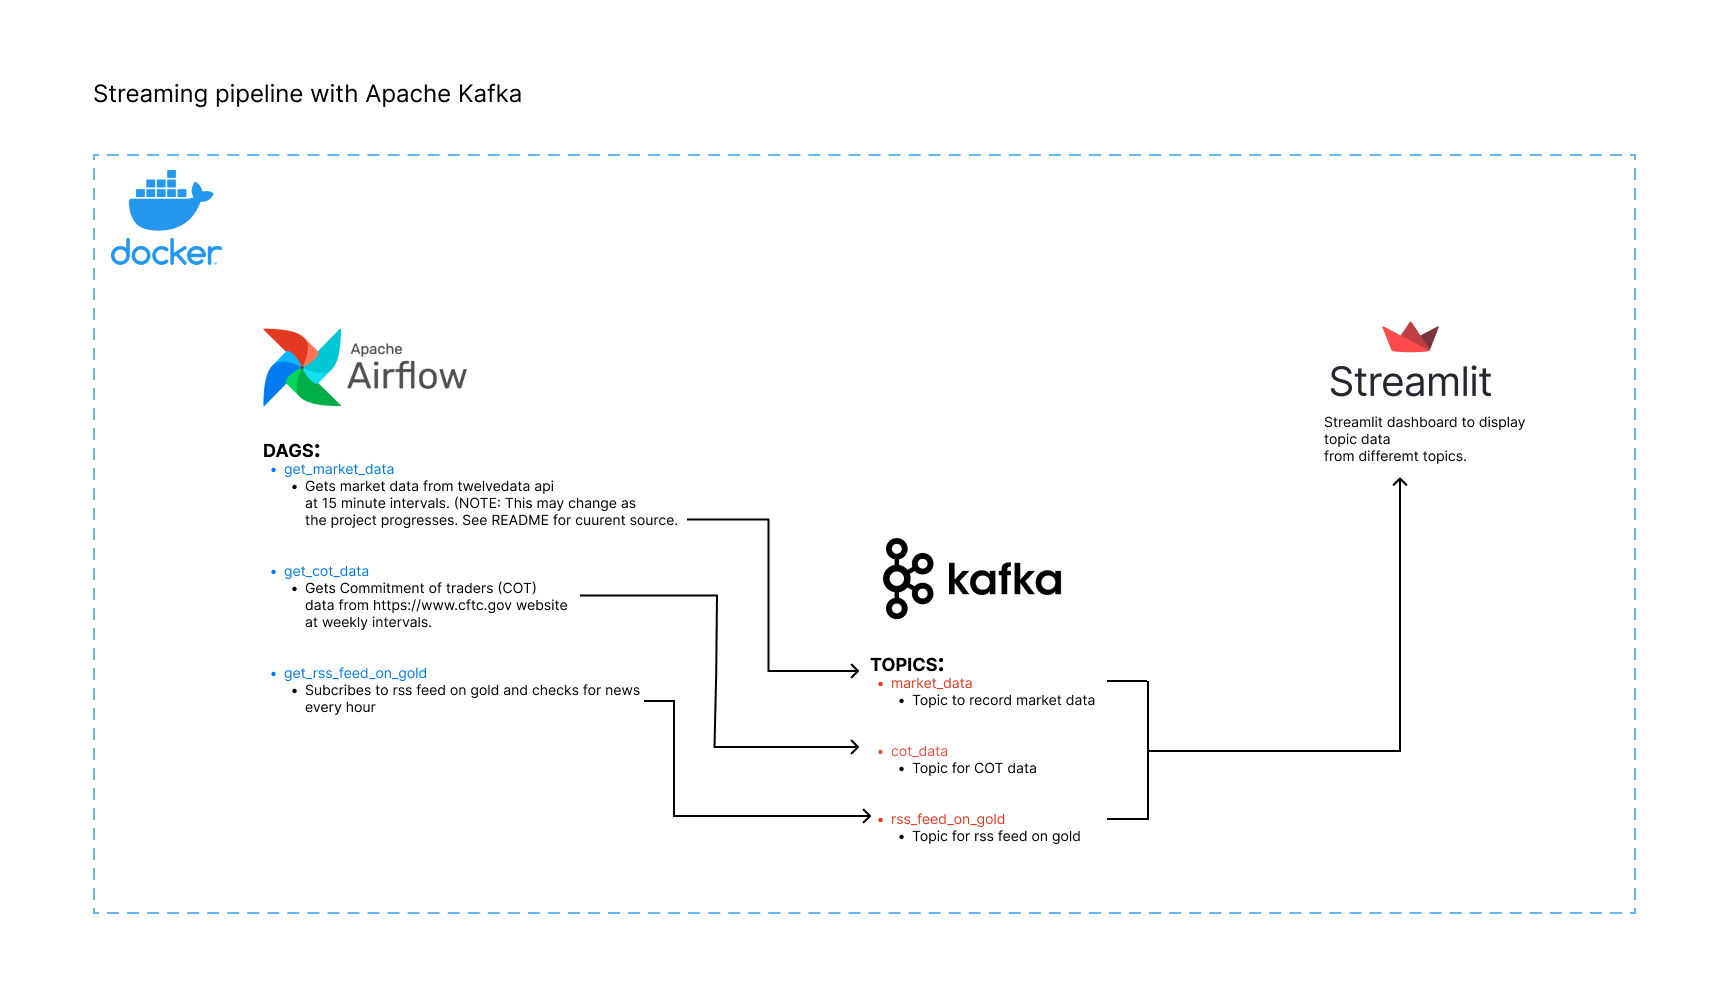 Streaming pipeline with Apache Kafka
docker
Apache
Airflow
DAGS:
• get_market_data
• Gets market data from twelvedata api
at 15 minute intervals. (NOTE: This may change as
the project progresses. See README for cuurent source.
• get_cot_data
• Gets Commitment of traders (COT)
data from https://www.cftc.gov website
at weekly intervals.
• get_rss_feed_on_gold
• Subcribes to rss feed on gold and checks for news
every hour
kafka
TOPICS:
• market_data
• Topic to record market data
• cot_data
• Topic for COT data
• rss_feed_on_gold
• Topic for rss feed on gold
Streamlit
Streamlit dashboard to display
topic data
from differemt topics.